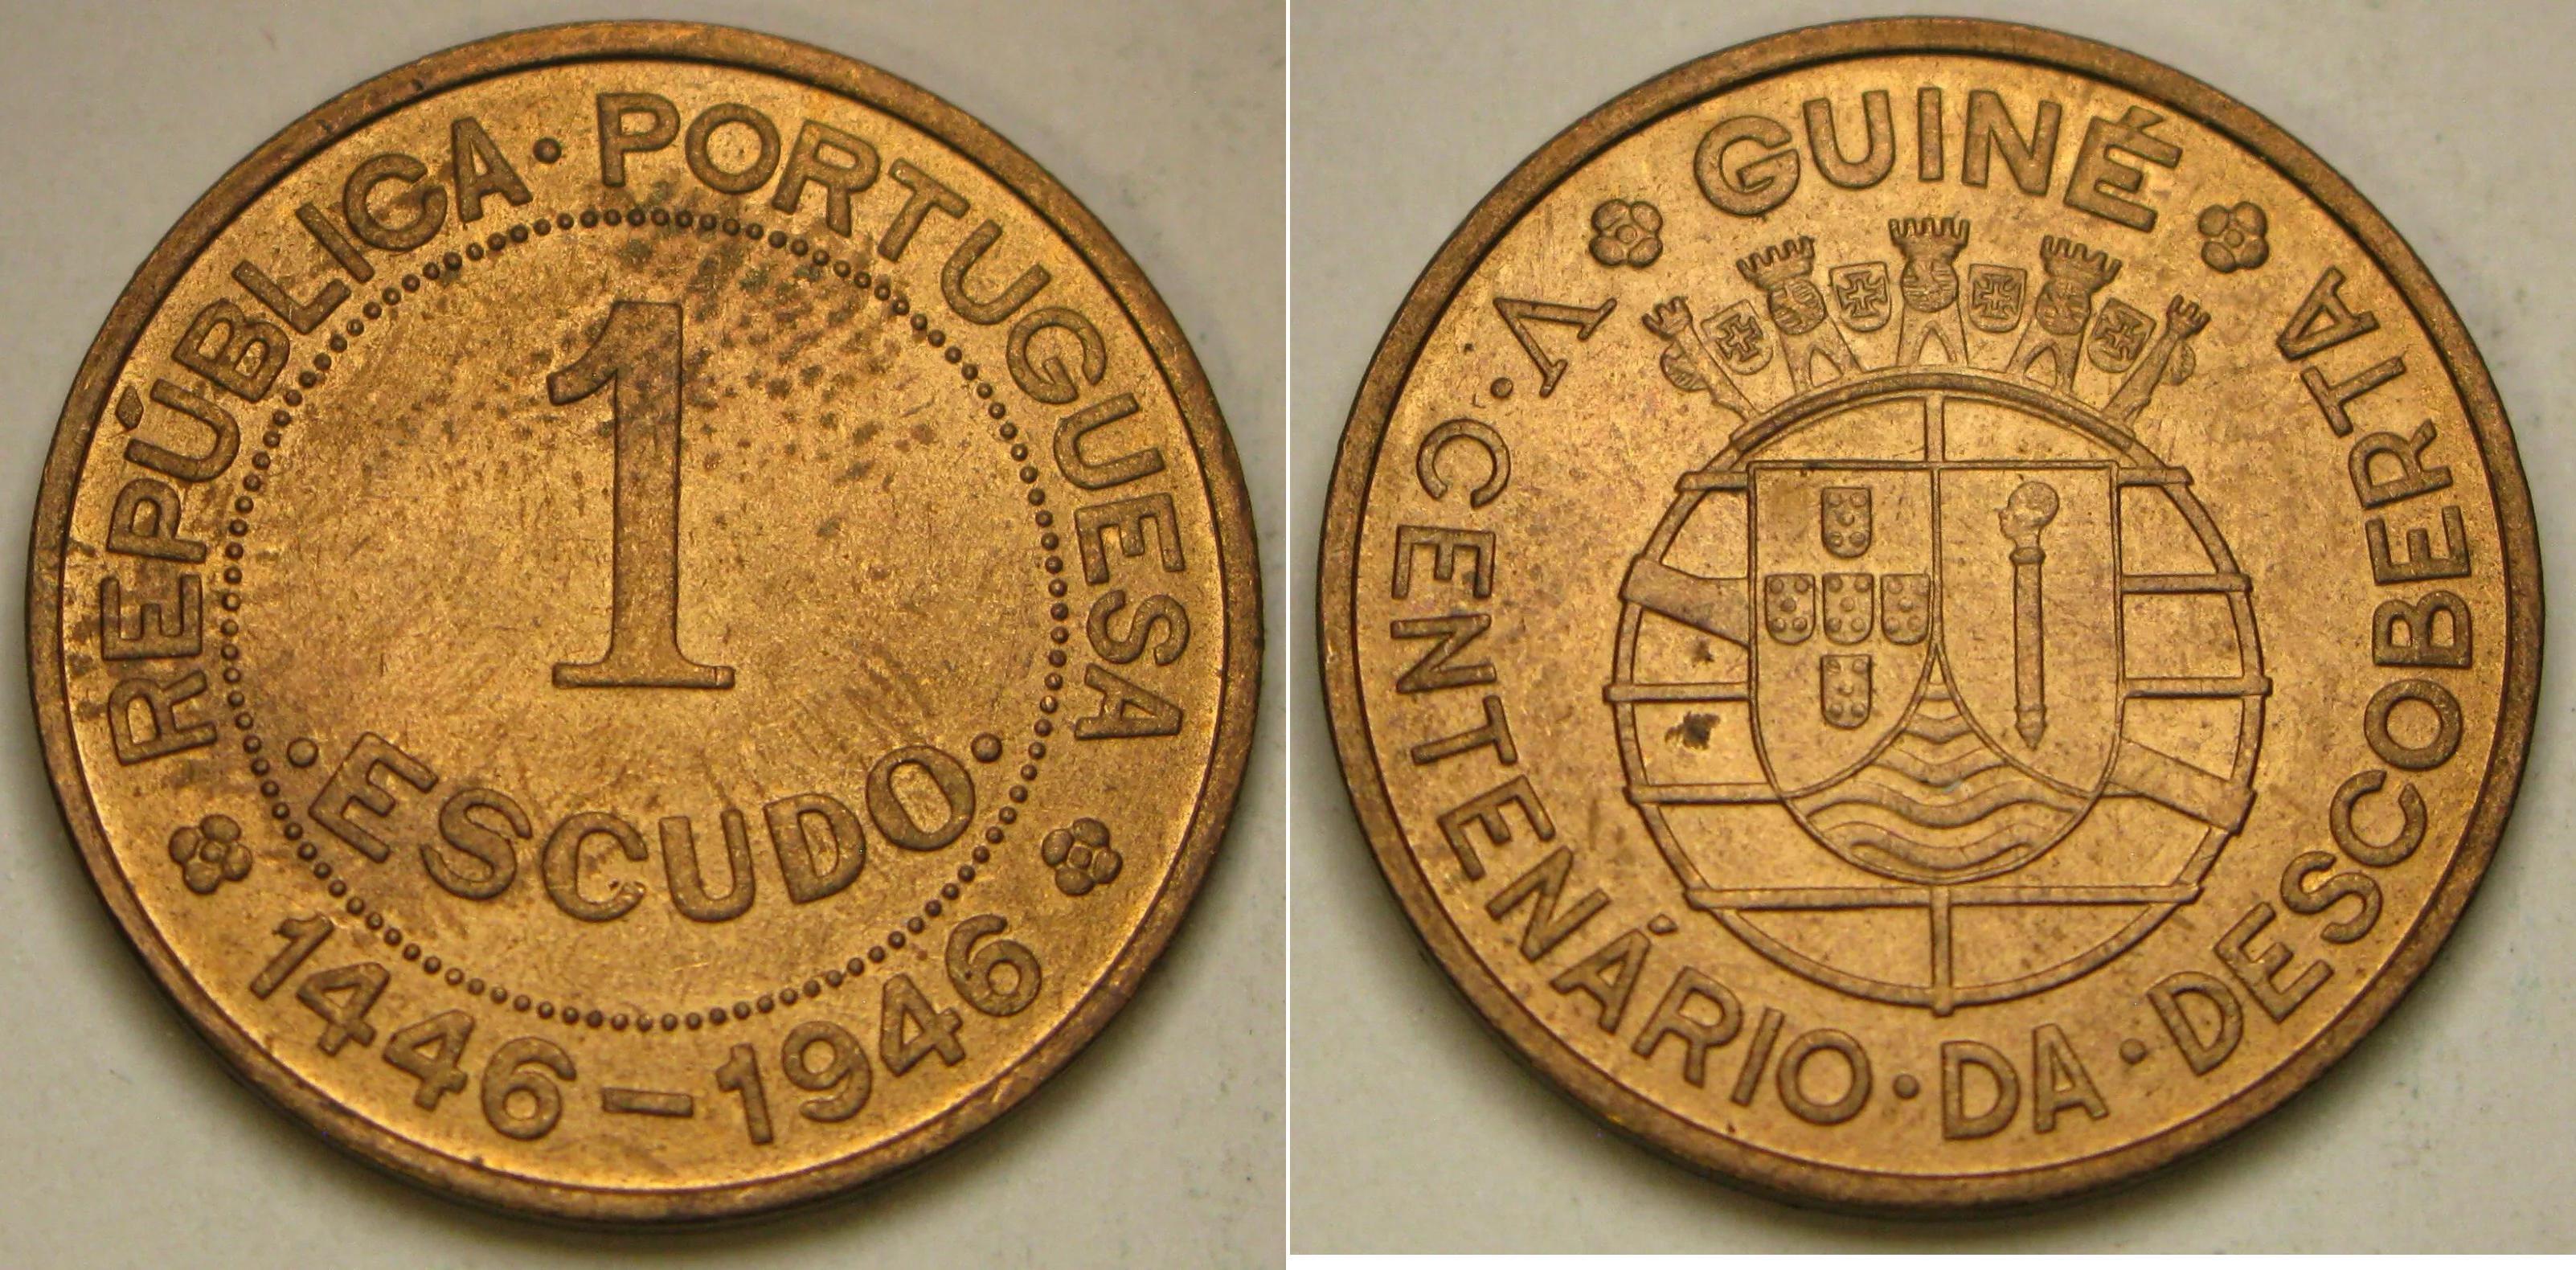 REPÚBLICA · PORTUGUESA
1
· ESCUDO ·
1446–1946
GUINÉ
V · CENTENÁRIO · DA · DESCOBERTA